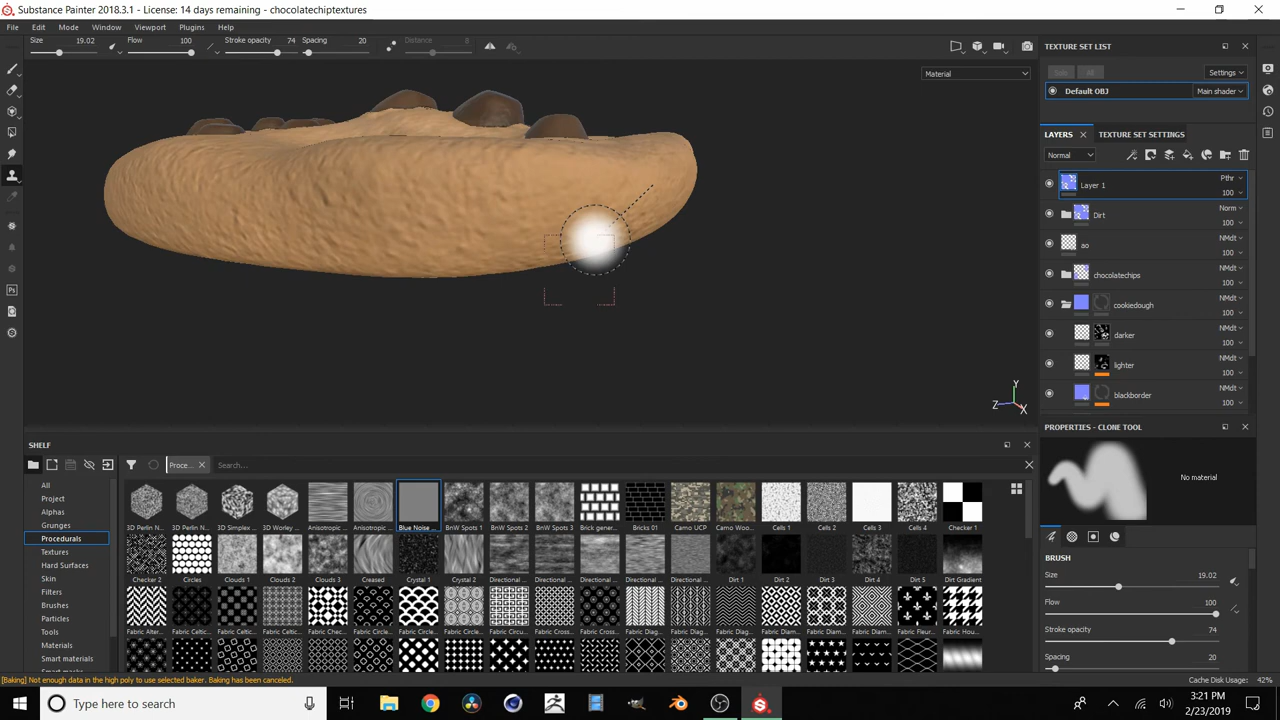 Substance Painter 2018.3.1 - License: 14 days remaining - chocolatechiptextures
File Edit Mode Window Viewport Plugins Help
Size 19.02 Flow 100 Stroke opacity 74 Spacing 20 Distance 8
Material
TEXTURE SET LIST
Solo All Settings
Default OBJ Main shader
LAYERS TEXTURE SET SETTINGS
Normal
Layer 1 Pthr 100
Dirt Norm 100
ao NMdt 100
chocolatechips NMdt 100
cookiedough NMdt 100
darker NMdt 100
lighter NMdt 100
blackborder NMdt 100
Y
Z X
PROPERTIES - CLONE TOOL
No material
BRUSH
Size 19.02
Flow 100
Stroke opacity 74
Spacing 20
SHELF
Proce... Search...
All
Project
Alphas
Grunges
Procedurals
Textures
Hard Surfaces
Skin
Filters
Brushes
Particles
Tools
Materials
Smart materials
3D Perlin N... 3D Perlin N... 3D Simplex ... 3D Worley ... Anisotropic ... Anisotropic ... Blue Noise ... BnW Spots 1 BnW Spots 2 BnW Spots 3 Brick gener... Bricks 01 Camo UCP Camo Woo... Cells 1 Cells 2 Cells 3 Cells 4 Checker 1
Checker 2 Circles Clouds 1 Clouds 2 Clouds 3 Creased Crystal 1 Crystal 2 Directional ... Directional ... Directional ... Directional ... Dirt 1 Dirt 2 Dirt 3 Dirt 4 Dirt 5 Dirt Gradient
Fabric Alter... Fabric Celtic... Fabric Celtic... Fabric Celtic... Fabric Chec... Fabric Circle... Fabric Circle... Fabric Circle... Fabric Circu... Fabric Cross... Fabric Cross... Fabric Diag... Fabric Diag... Fabric Diag... Fabric Diam... Fabric Diam... Fabric Diam... Fabric Fleur... Fabric Hou...
[Baking] Not enough data in the high poly to use selected baker. Baking has been canceled.
Cache Disk Usage: 42%
Type here to search
3:21 PM
2/23/2019